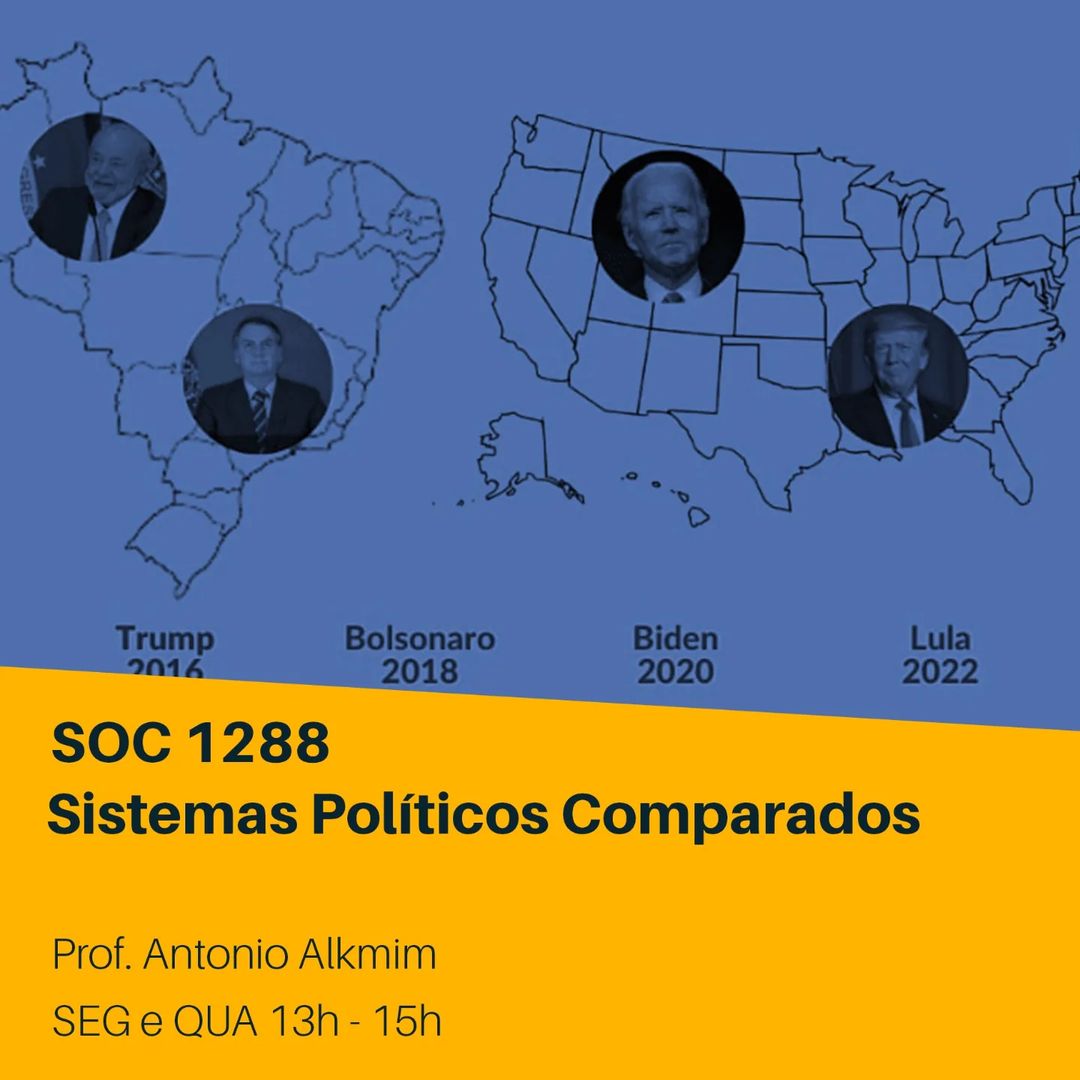 Trump
2016
Bolsonaro
2018
Biden
2020
Lula
2022
SOC 1288
Sistemas Políticos Comparados
Prof. Antonio Alkmim
SEG e QUA 13h - 15h